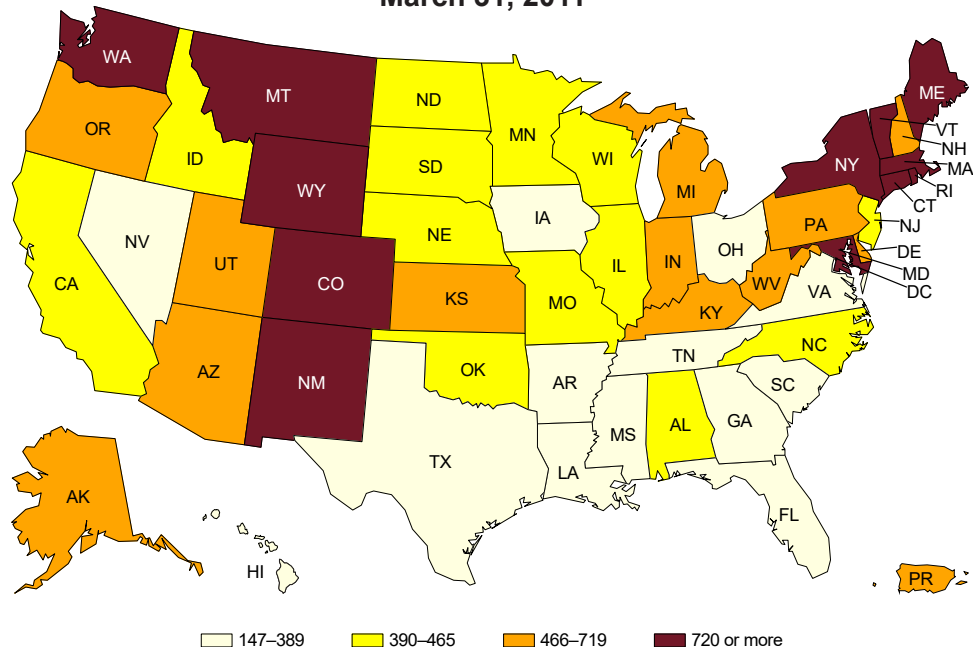 March 31, 2011
WA
MT
ND
MN
ME
OR
VT
NH
ID
SD
WI
NY
MA
WY
MI
RI
CT
IA
NE
PA
NJ
NV
OH
UT
IL
IN
DE
CA
CO
WV
MD
KS
MO
VA
DC
KY
NC
TN
AZ
OK
NM
AR
SC
MS
AL
GA
TX
LA
AK
FL
HI
PR
147–389
390–465
466–719
720 or more